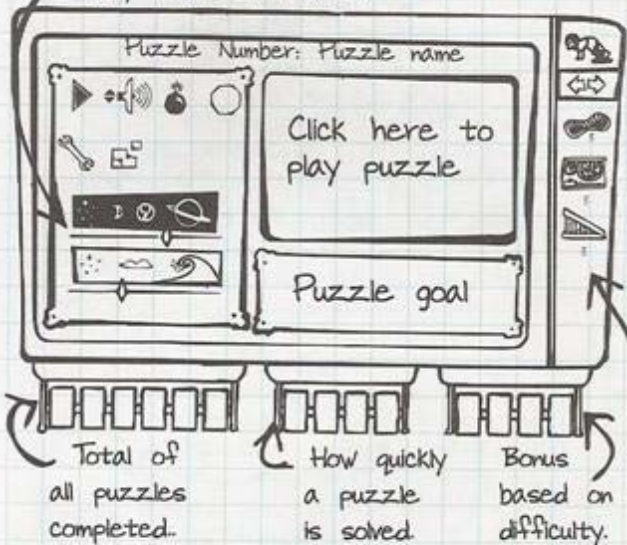 Puzzle Number: Puzzle name
Click here to
play puzzle
Puzzle goal
Total of
all puzzles
completed..
How quickly
a puzzle
is solved.
Bonus
based on
difficulty.